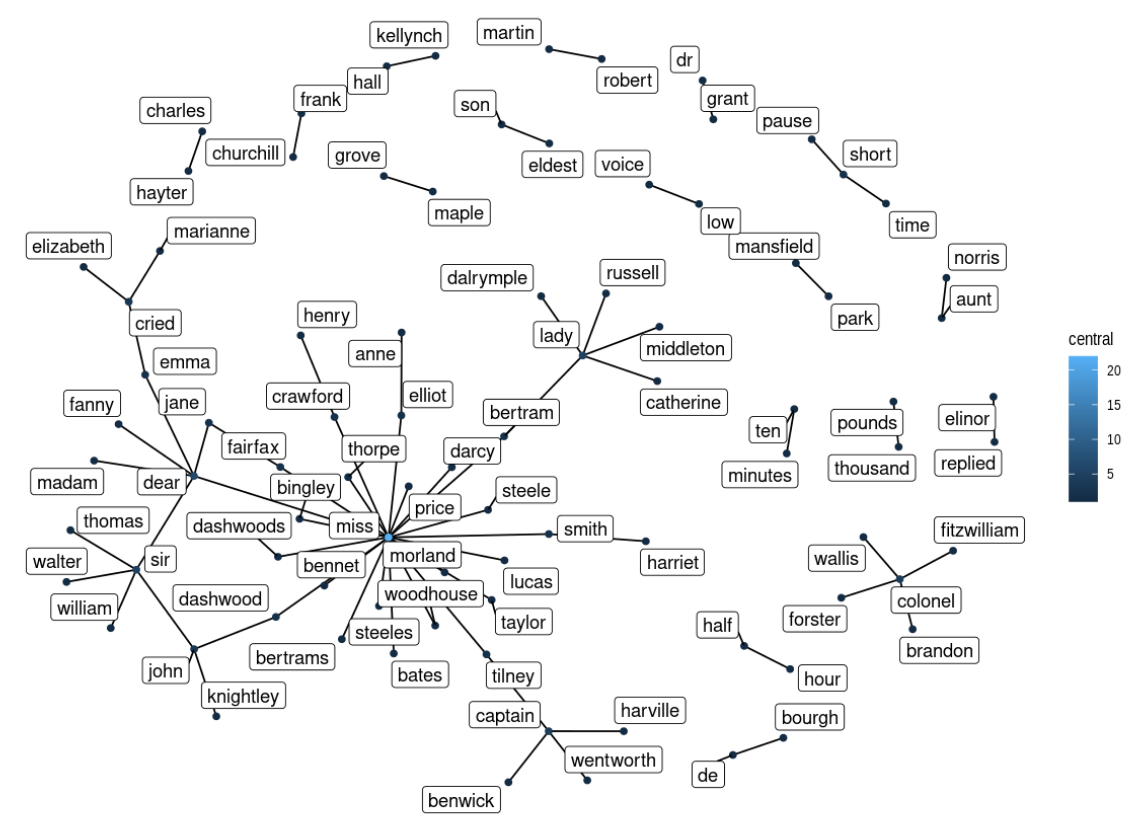 kellynch
martin
dr
hall
robert
frank
grant
son
charles
pause
churchill
short
grove
eldest
voice
hayter
maple
low
time
marianne
elizabeth
mansfield
norris
dalrymple
russell
aunt
henry
cried
lady
park
central
anne
middleton
emma
20
crawford
elliot
jane
fanny
bertram
catherine
15
ten
pounds
elinor
fairfax
thorpe
darcy
10
madam
dear
bingley
minutes
thousand
replied
5
steele
price
thomas
dashwoods
miss
smith
fitzwilliam
walter
sir
bennet
morland
harriet
wallis
lucas
william
dashwood
woodhouse
colonel
forster
taylor
steeles
half
brandon
bertrams
john
bates
tilney
hour
knightley
captain
harville
bourgh
wentworth
de
benwick